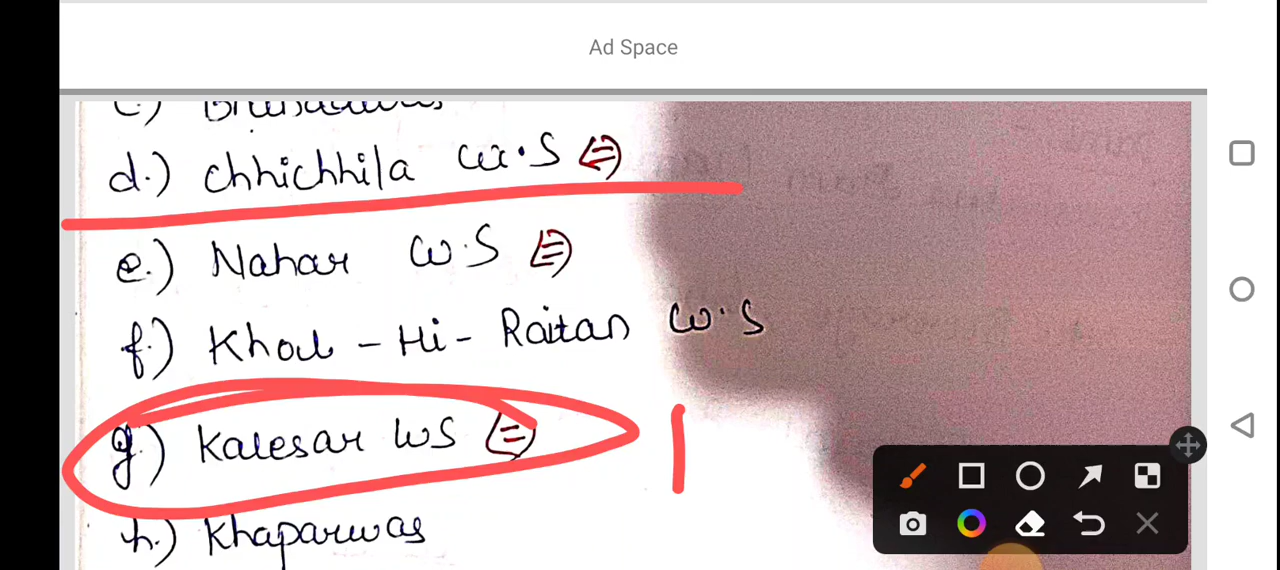 Ad Space
d.) Chhichhila W.S
e.) Nahar W.S
f.) Khol - Hi - Raitan W.S
g.) Kalesar WS
h.) Khaparwas